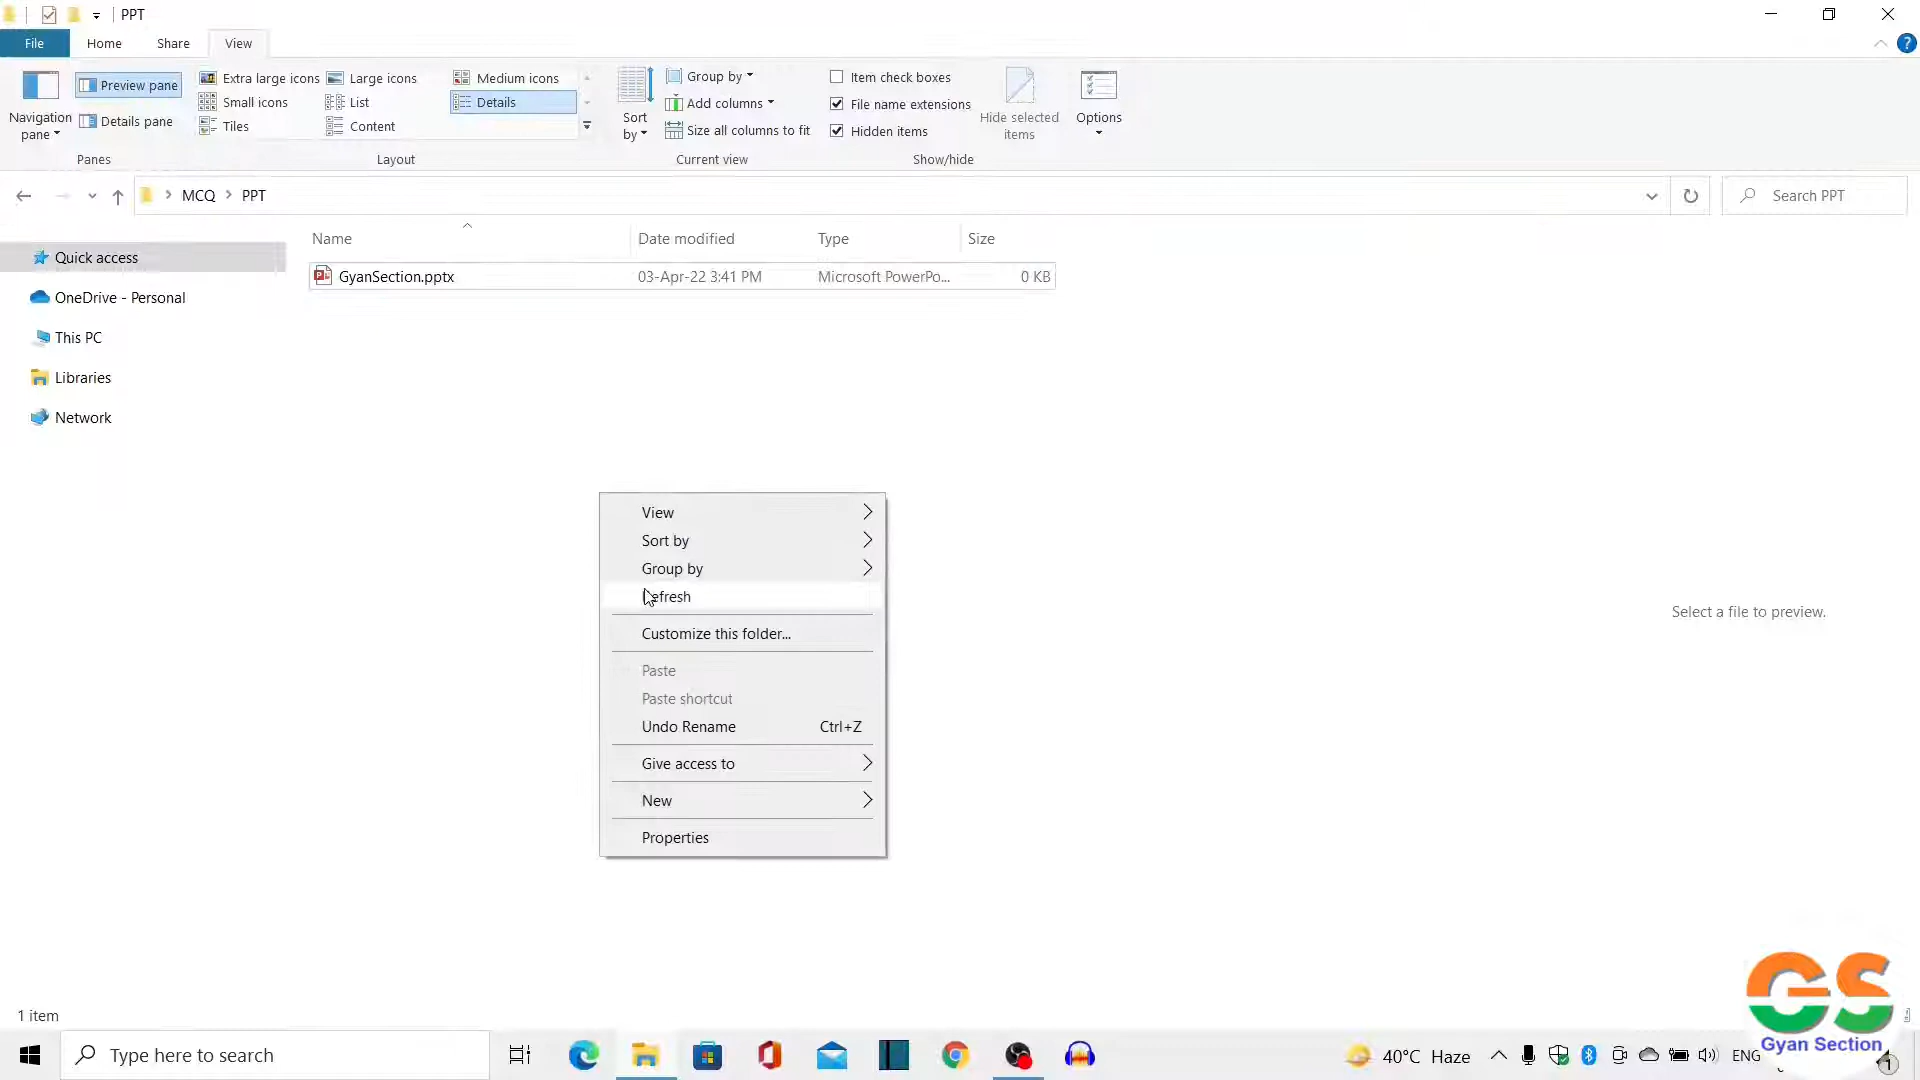 PPT
File Home Share View
Preview pane
Details pane
Navigation pane
Panes
Extra large icons Large icons Medium icons
Small icons List Details
Tiles Content
Layout
Sort by
Group by
Add columns
Size all columns to fit
Current view
Item check boxes
File name extensions
Hidden items
Hide selected items
Show/hide
Options
MCQ PPT
Search PPT
Name Date modified Type Size
GyanSection.pptx 03-Apr-22 3:41 PM Microsoft PowerPo... 0 KB
Quick access
OneDrive - Personal
This PC
Libraries
Network
View
Sort by
Group by
Customize this folder...
Paste
Paste shortcut
Undo Rename Ctrl+Z
Give access to
New
Properties
Select a file to preview.
1 item
Type here to search
40°C Haze
ENG
1
GS
Gyan Section